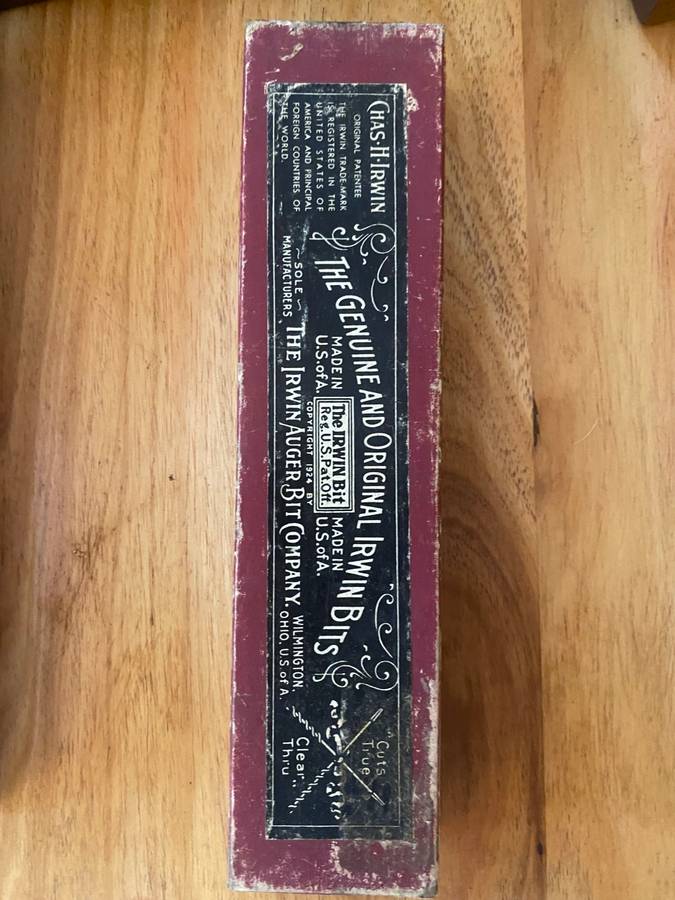 CHAS·H·IRWIN
ORIGINAL PATENTEE
THE IRWIN TRADE-MARK
IS REGISTERED IN THE
UNITED STATES OF
AMERICA AND PRINCIPAL
FOREIGN COUNTRIES OF
THE WORLD.
THE GENUINE AND ORIGINAL IRWIN BITS
MADE IN
U.S. of A.
The IRWIN Bit
Reg. U.S. Pat. Off.
MADE IN
U.S. of A.
COPYRIGHT 1924 BY
~ SOLE ~
MANUFACTURERS
THE IRWIN AUGER BIT COMPANY.
WILMINGTON
OHIO, U.S. of A.
"Cuts
True
Clear
Thru"